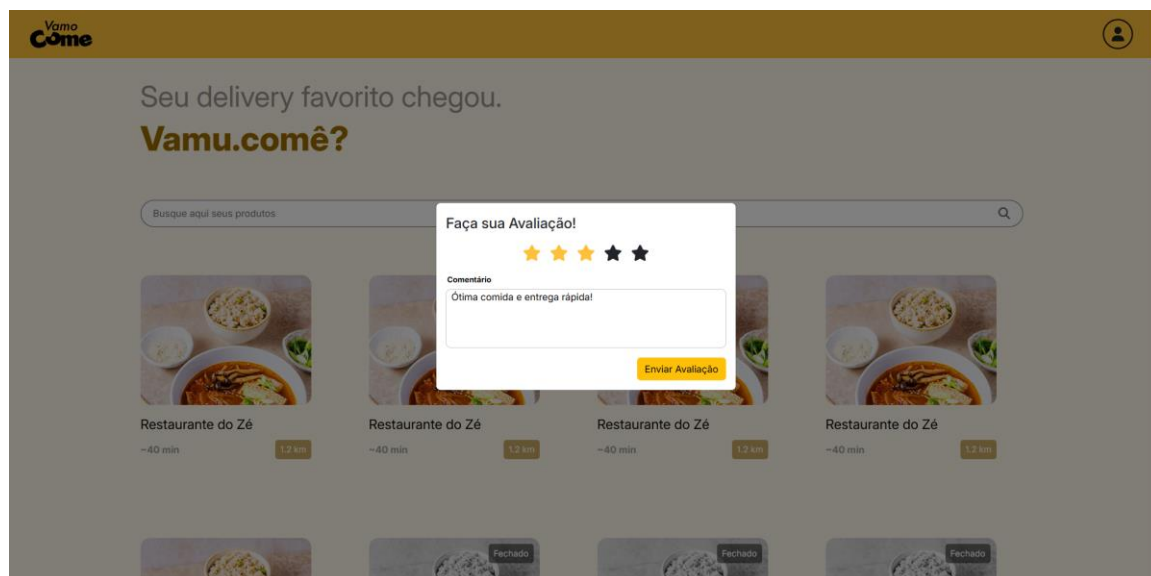 Vamo
Come
Seu delivery favorito chegou.
Vamu.comê?
Busque aqui seus produtos
Faça sua Avaliação!
Comentário
Ótima comida e entrega rápida!
Enviar Avaliação
Restaurante do Zé
Restaurante do Zé
Restaurante do Zé
Restaurante do Zé
~40 min
1.2 km
~40 min
1.2 km
~40 min
1.2 km
~40 min
1.2 km
Fechado
Fechado
Fechado